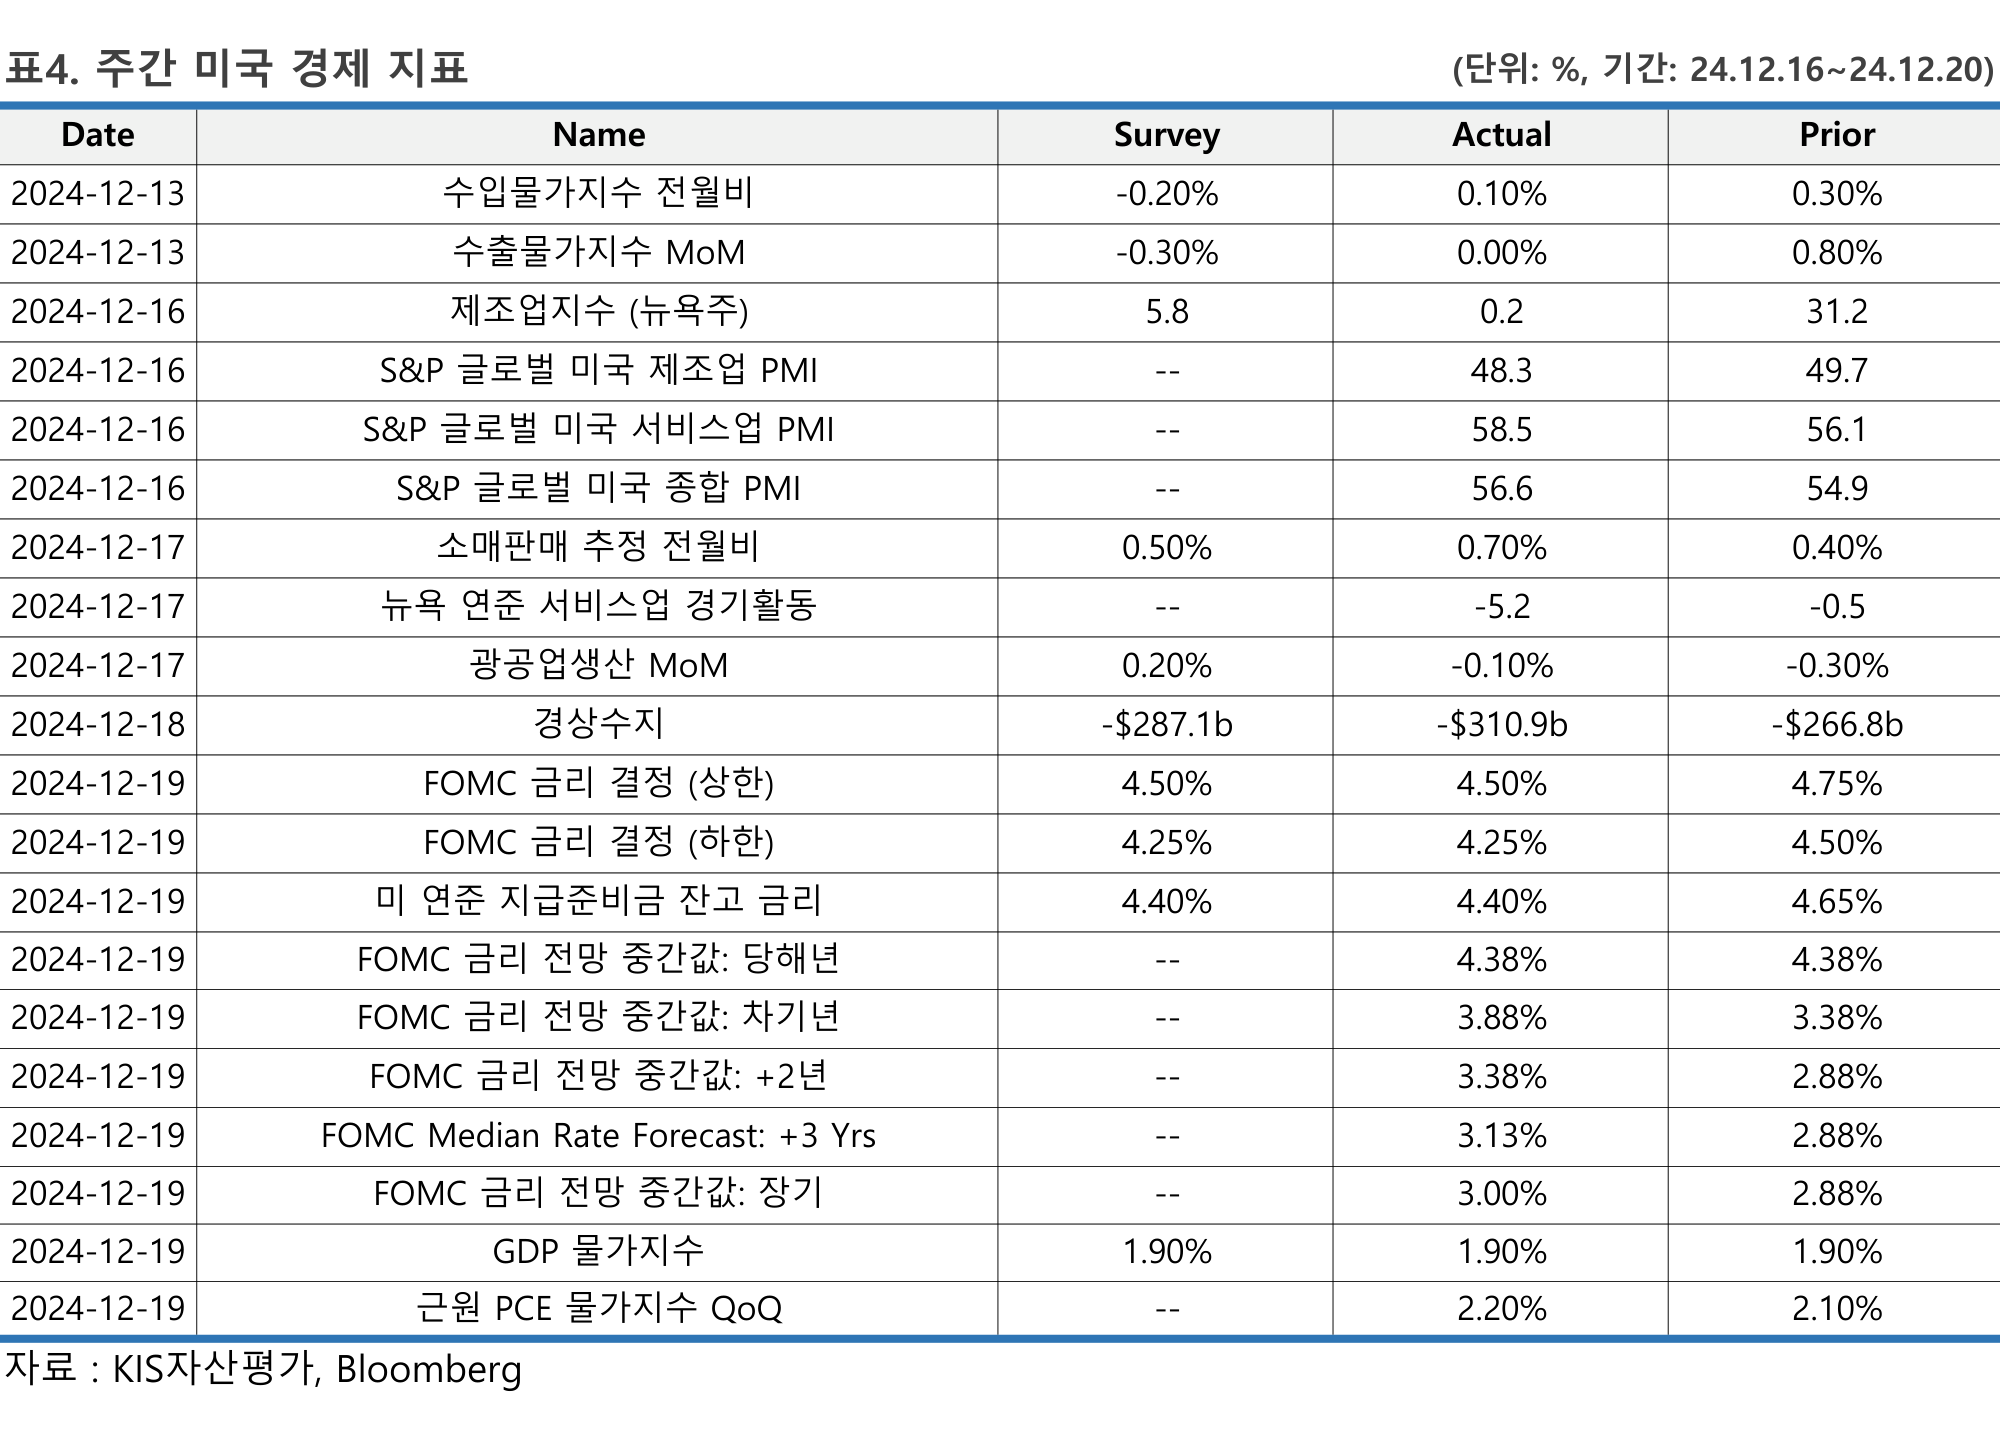 표4. 주간 미국 경제 지표 (단위: %, 기간: 24.12.16~24.12.20)
Date Name Survey Actual Prior
2024-12-13 수입물가지수 전월비 -0.20% 0.10% 0.30%
2024-12-13 수출물가지수 MoM -0.30% 0.00% 0.80%
2024-12-16 제조업지수 (뉴욕주) 5.8 0.2 31.2
2024-12-16 S&P 글로벌 미국 제조업 PMI -- 48.3 49.7
2024-12-16 S&P 글로벌 미국 서비스업 PMI -- 58.5 56.1
2024-12-16 S&P 글로벌 미국 종합 PMI -- 56.6 54.9
2024-12-17 소매판매 추정 전월비 0.50% 0.70% 0.40%
2024-12-17 뉴욕 연준 서비스업 경기활동 -- -5.2 -0.5
2024-12-17 광공업생산 MoM 0.20% -0.10% -0.30%
2024-12-18 경상수지 -$287.1b -$310.9b -$266.8b
2024-12-19 FOMC 금리 결정 (상한) 4.50% 4.50% 4.75%
2024-12-19 FOMC 금리 결정 (하한) 4.25% 4.25% 4.50%
2024-12-19 미 연준 지급준비금 잔고 금리 4.40% 4.40% 4.65%
2024-12-19 FOMC 금리 전망 중간값: 당해년 -- 4.38% 4.38%
2024-12-19 FOMC 금리 전망 중간값: 차기년 -- 3.88% 3.38%
2024-12-19 FOMC 금리 전망 중간값: +2년 -- 3.38% 2.88%
2024-12-19 FOMC Median Rate Forecast: +3 Yrs -- 3.13% 2.88%
2024-12-19 FOMC 금리 전망 중간값: 장기 -- 3.00% 2.88%
2024-12-19 GDP 물가지수 1.90% 1.90% 1.90%
2024-12-19 근원 PCE 물가지수 QoQ -- 2.20% 2.10%
자료 : KIS자산평가, Bloomberg